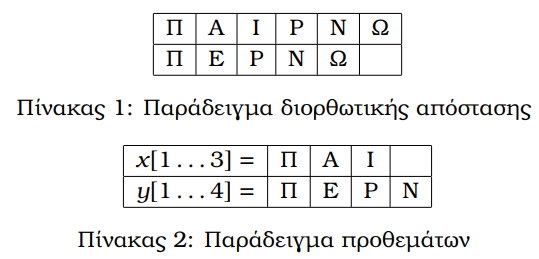 Π Α Ι Ρ Ν Ω
Π Ε Ρ Ν Ω
Πίνακας 1: Παράδειγμα διορθωτικής απόστασης
x[1 . . . 3] = Π Α Ι
y[1 . . . 4] = Π Ε Ρ Ν
Πίνακας 2: Παράδειγμα προθεμάτων